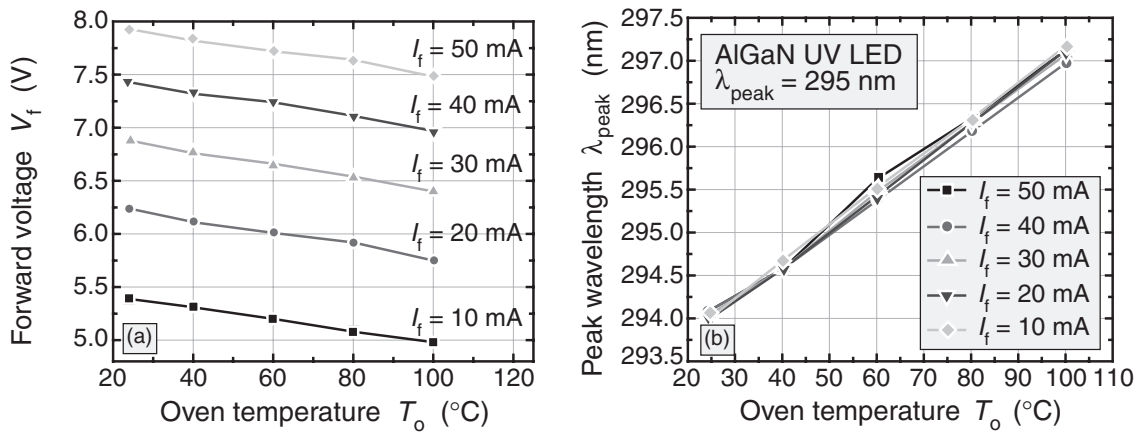 8.0
7.5
7.0
6.5
6.0
5.5
5.0
Forward voltage V_f (V)
I_f = 50 mA
I_f = 40 mA
I_f = 30 mA
I_f = 20 mA
I_f = 10 mA
(a)
20 40 60 80 100 120
Oven temperature T_o (°C)
297.5
297.0
296.5
296.0
295.5
295.0
294.5
294.0
293.5
Peak wavelength λ_peak (nm)
AlGaN UV LED
λ_peak = 295 nm
I_f = 50 mA
I_f = 40 mA
I_f = 30 mA
I_f = 20 mA
I_f = 10 mA
(b)
20 30 40 50 60 70 80 90 100 110
Oven temperature T_o (°C)